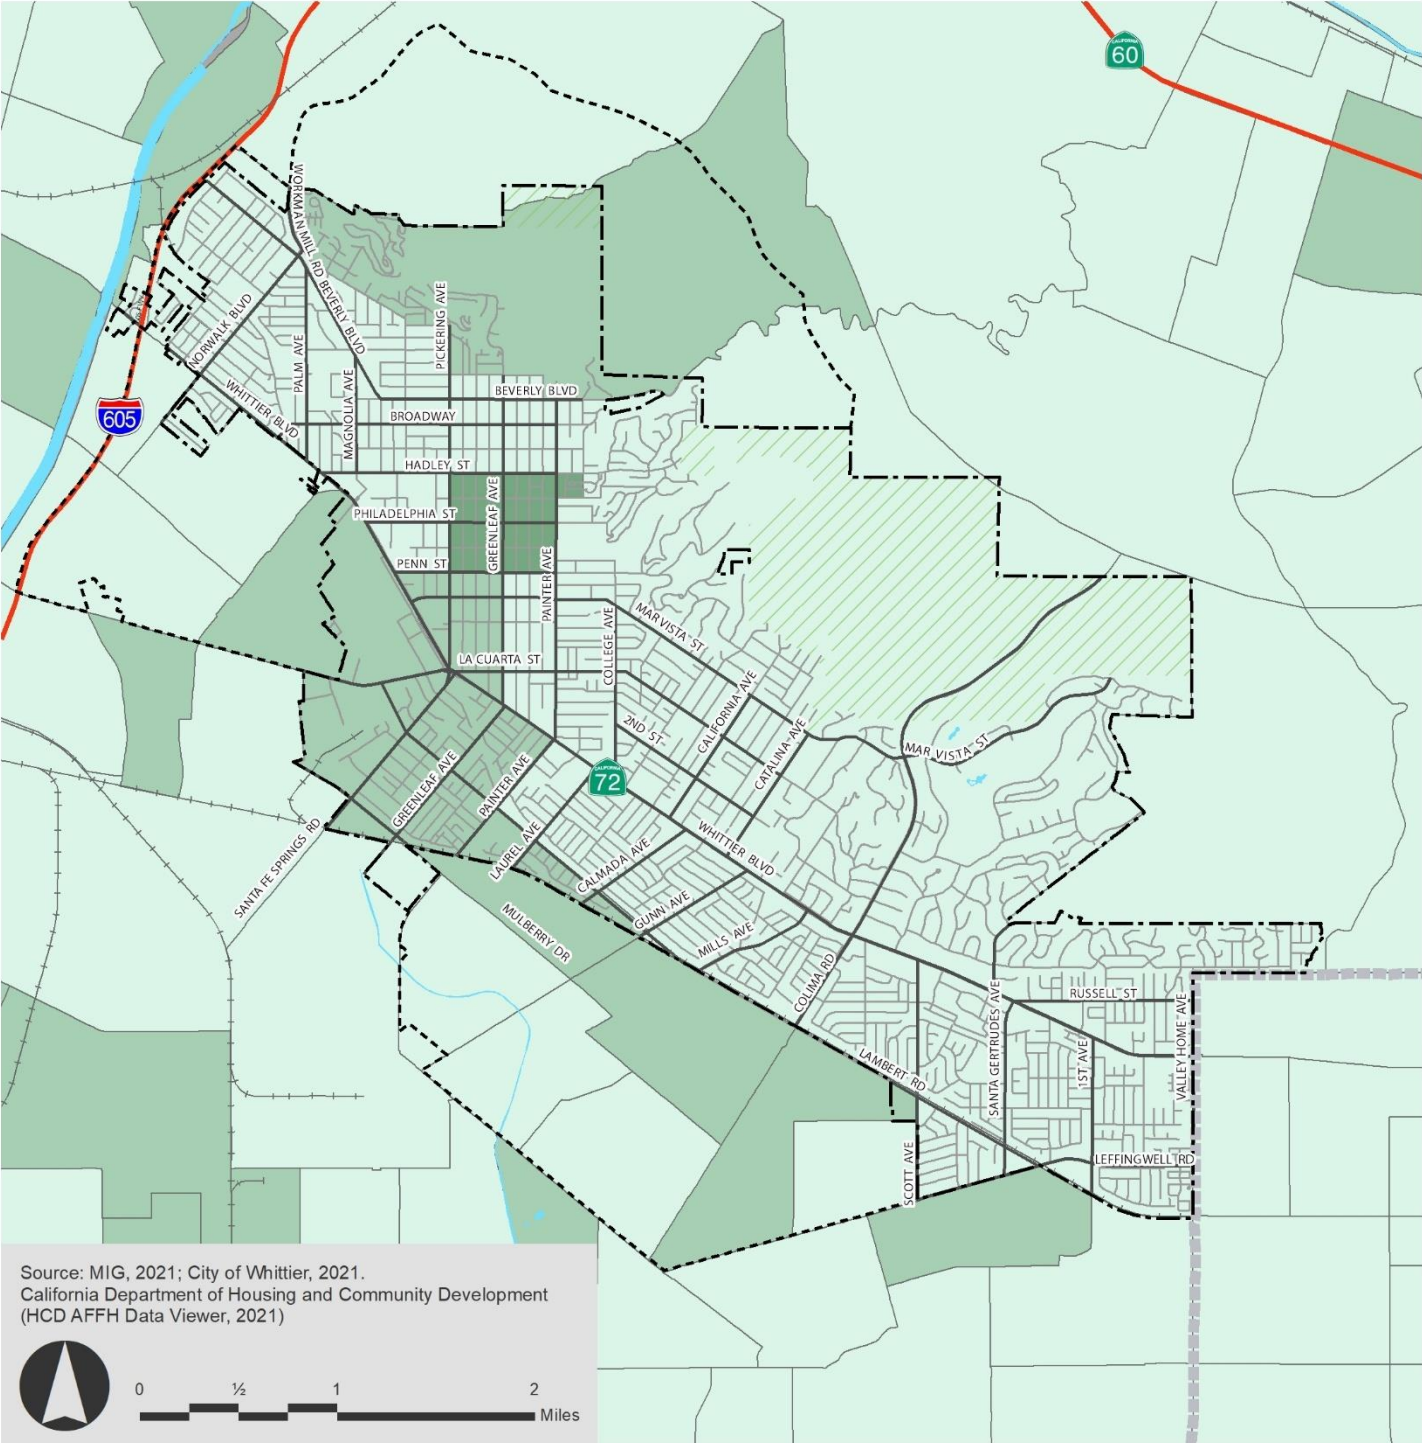 CALIFORNIA
60
WORKMAN MILL RD
NORWALK BLVD
BEVERLY BLVD
PICKERING AVE
PALM AVE
MAGNOLIA AVE
BEVERLY BLVD
WHITTIER BLVD
BROADWAY
605
HADLEY ST
GREENLEAF AVE
PHILADELPHIA ST
PENN ST
PAINTER AVE
COLLEGE AVE
MAR VISTA ST
LA CUARTA ST
2ND ST
CALIFORNIA AVE
CATALINA AVE
MAR VISTA ST
CALIFORNIA
72
GREENLEAF AVE
PAINTER AVE
SANTA FE SPRINGS RD
LAUREL AVE
CALMADA AVE
WHITTIER BLVD
GUNN AVE
MULBERRY DR
MILLS AVE
COLIMA RD
SANTA GERTRUDES AVE
RUSSELL ST
VALLEY HOME AVE
1ST AVE
LAMBERT RD
SCOTT AVE
LEFFINGWELL RD
Source: MIG, 2021; City of Whittier, 2021.
California Department of Housing and Community Development
(HCD AFFH Data Viewer, 2021)
0 ½ 1 2
Miles